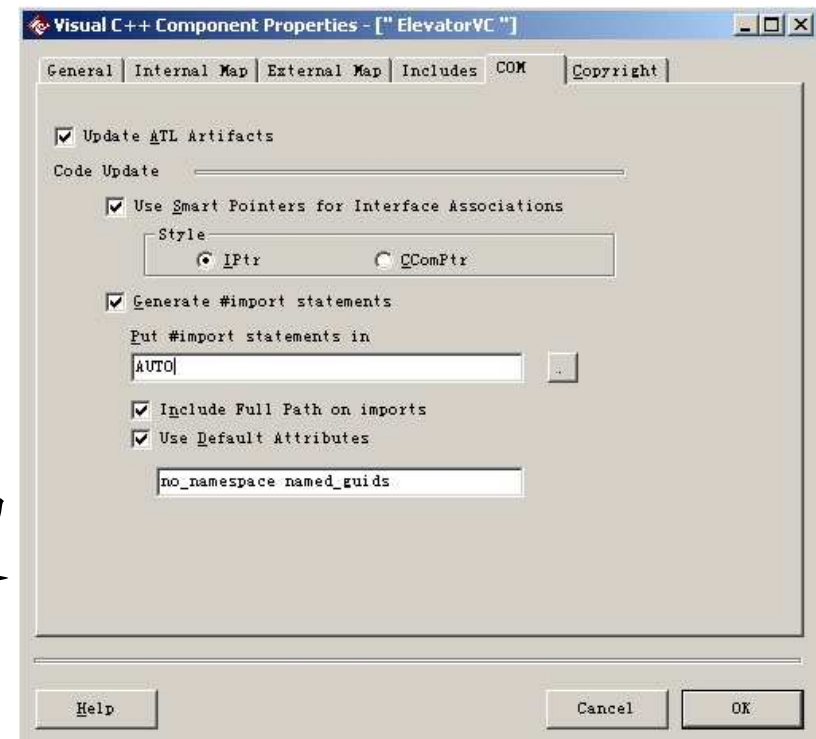 Visual C++ Component Properties - [" ElevatorVC "]
General Internal Map External Map Includes COM Copyright
Update ATL Artifacts
Code Update
Use Smart Pointers for Interface Associations
Style
IPtr CComPtr
Generate #import statements
Put #import statements in
AUTO
.
Include Full Path on imports
Use Default Attributes
no_namespace named_guids
Help Cancel OK